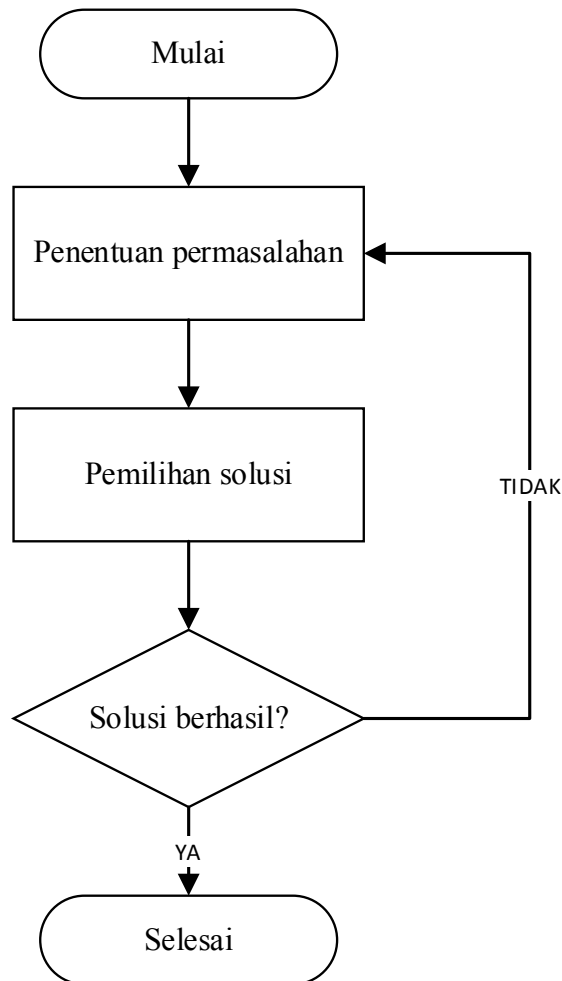 Mulai
Penentuan permasalahan
Pemilihan solusi
TIDAK
Solusi berhasil?
YA
Selesai